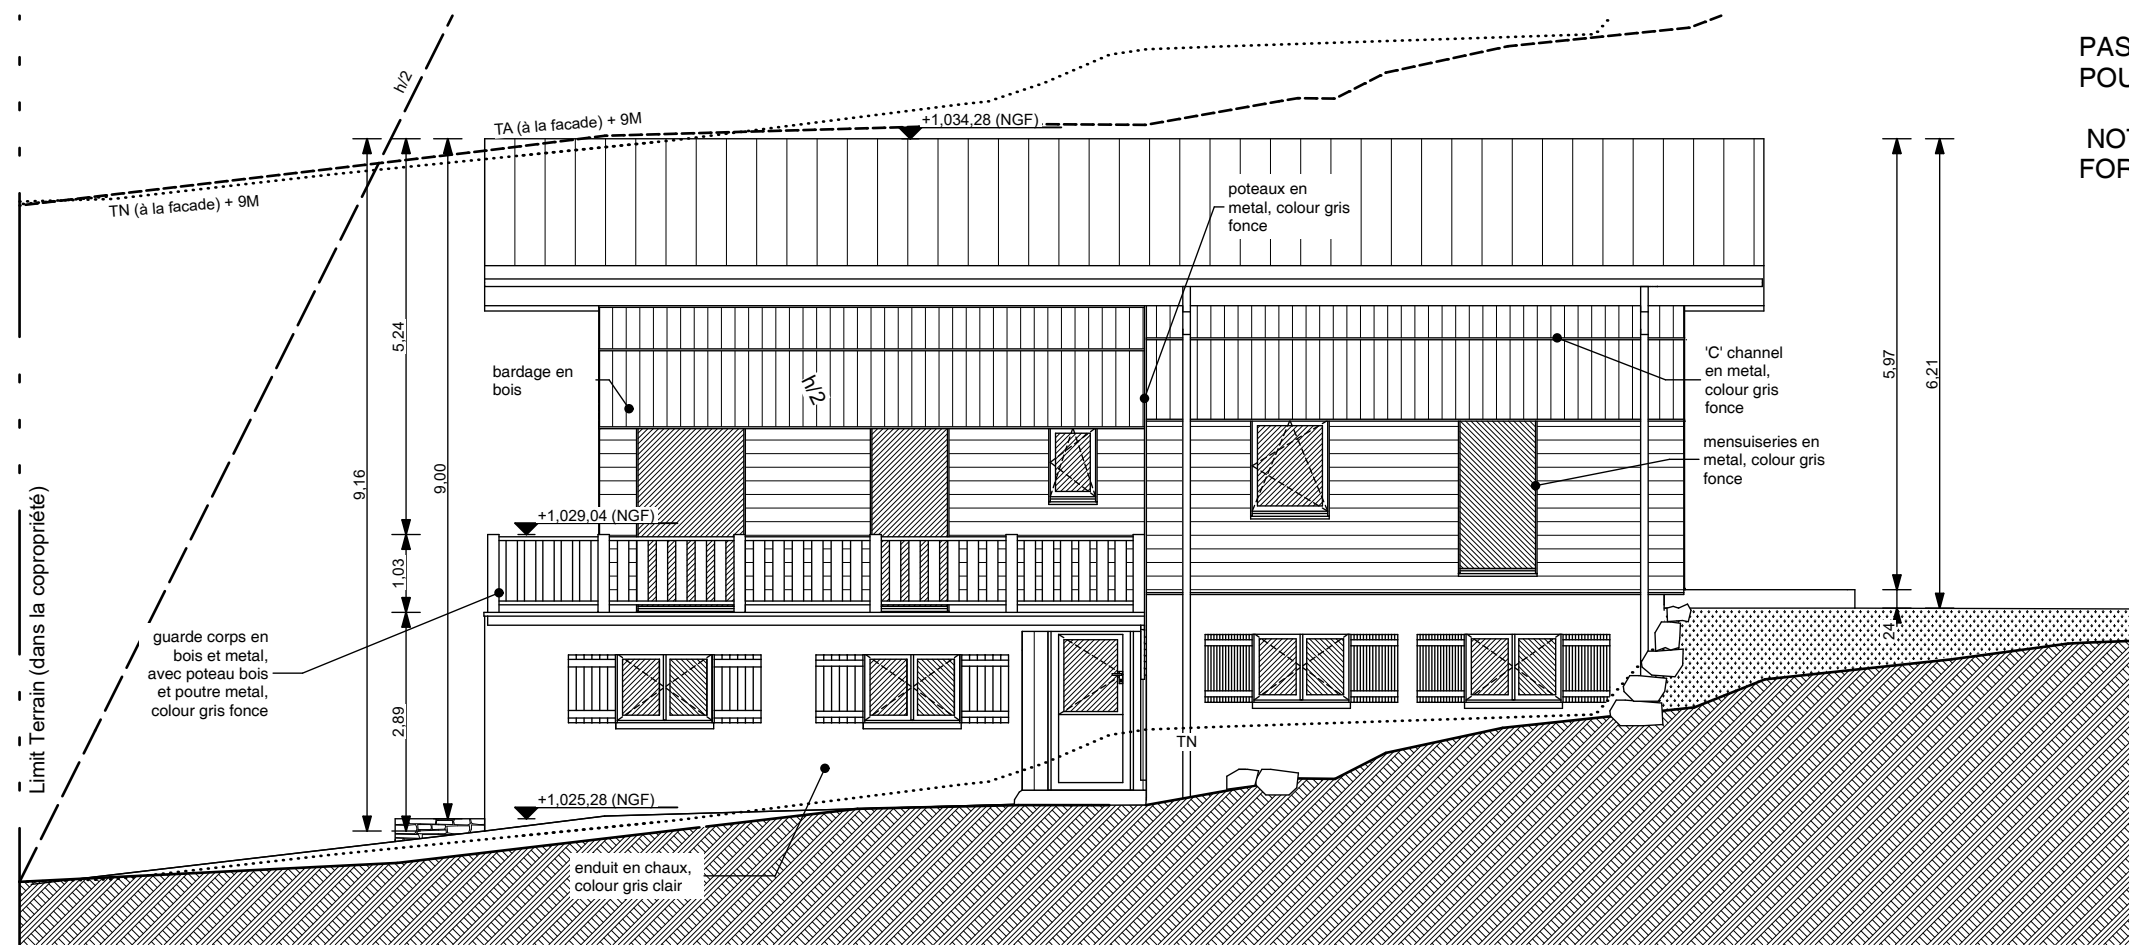 PAS
POU
NOT
FOR
h/2
TA (à la facade) + 9M
+1,034,28 (NGF)
TN (à la facade) + 9M
poteaux en
metal, colour gris
fonce
5,24
bardage en
bois
h/2
'C' channel
en metal,
colour gris
fonce
5,97
6,21
mensuiseries en
metal, colour gris
fonce
9,16
9,00
+1,029,04 (NGF)
1,03
Limit Terrain (dans la copropriété)
guarde corps en
bois et metal,
avec poteau bois
et poutre metal,
colour gris fonce
24
2,89
TN
+1,025,28 (NGF)
enduit en chaux,
colour gris clair